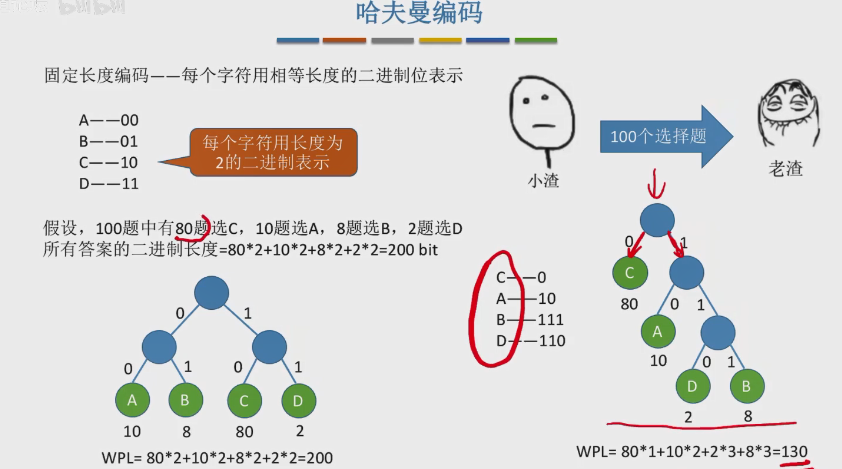 哈夫曼编码
固定长度编码——每个字符用相等长度的二进制位表示
A——00
B——01
C——10
D——11
每个字符用长度为
2的二进制表示
100个选择题
小渣
老渣
假设，100题中有80题选C，10题选A，8题选B，2题选D
所有答案的二进制长度=80*2+10*2+8*2+2*2=200 bit
0 1
0 1 0 1
A B C D
10 8 80 2
WPL= 80*2+10*2+8*2+2*2=200
C——0
A——10
B——111
D——110
0 1
C
80 0 1
A
10 0 1
D B
2 8
WPL= 80*1+10*2+2*3+8*3=130